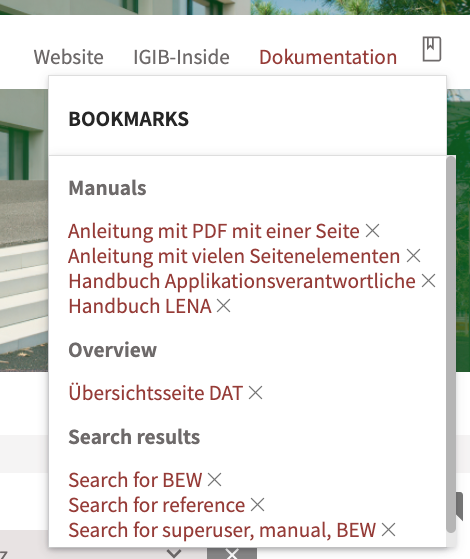 Website IGIB-Inside Dokumentation
BOOKMARKS
Manuals
Anleitung mit PDF mit einer Seite
Anleitung mit vielen Seitenelementen
Handbuch Applikationsverantwortliche
Handbuch LENA
Overview
Übersichtsseite DAT
Search results
Search for BEW
Search for reference
Search for superuser, manual, BEW